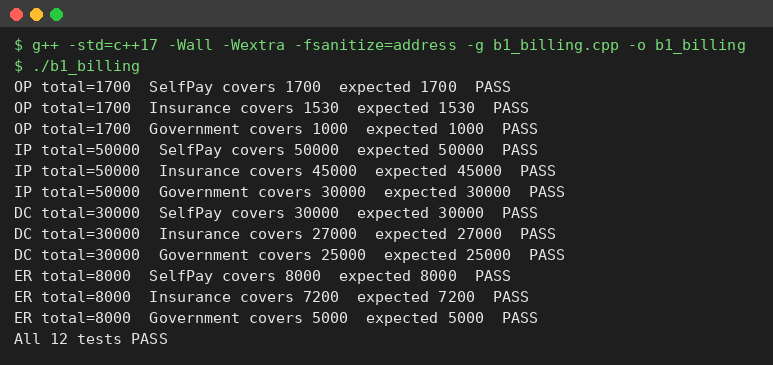 $ g++ -std=c++17 -Wall -Wextra -fsanitize=address -g b1_billing.cpp -o b1_billing
$ ./b1_billing
OP total=1700  SelfPay covers 1700  expected 1700  PASS
OP total=1700  Insurance covers 1530  expected 1530  PASS
OP total=1700  Government covers 1000  expected 1000  PASS
IP total=50000  SelfPay covers 50000  expected 50000  PASS
IP total=50000  Insurance covers 45000  expected 45000  PASS
IP total=50000  Government covers 30000  expected 30000  PASS
DC total=30000  SelfPay covers 30000  expected 30000  PASS
DC total=30000  Insurance covers 27000  expected 27000  PASS
DC total=30000  Government covers 25000  expected 25000  PASS
ER total=8000  SelfPay covers 8000  expected 8000  PASS
ER total=8000  Insurance covers 7200  expected 7200  PASS
ER total=8000  Government covers 5000  expected 5000  PASS
All 12 tests PASS